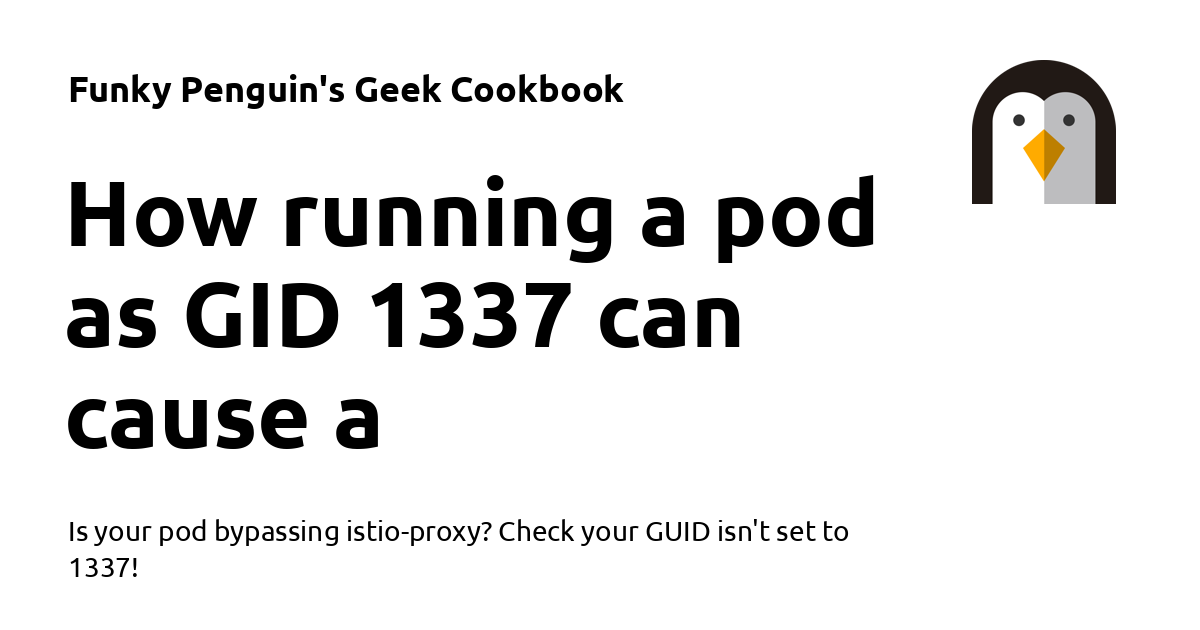 Funky Penguin's Geek Cookbook
How running a pod
as GID 1337 can
cause a
Is your pod bypassing istio-proxy? Check your GUID isn't set to
1337!